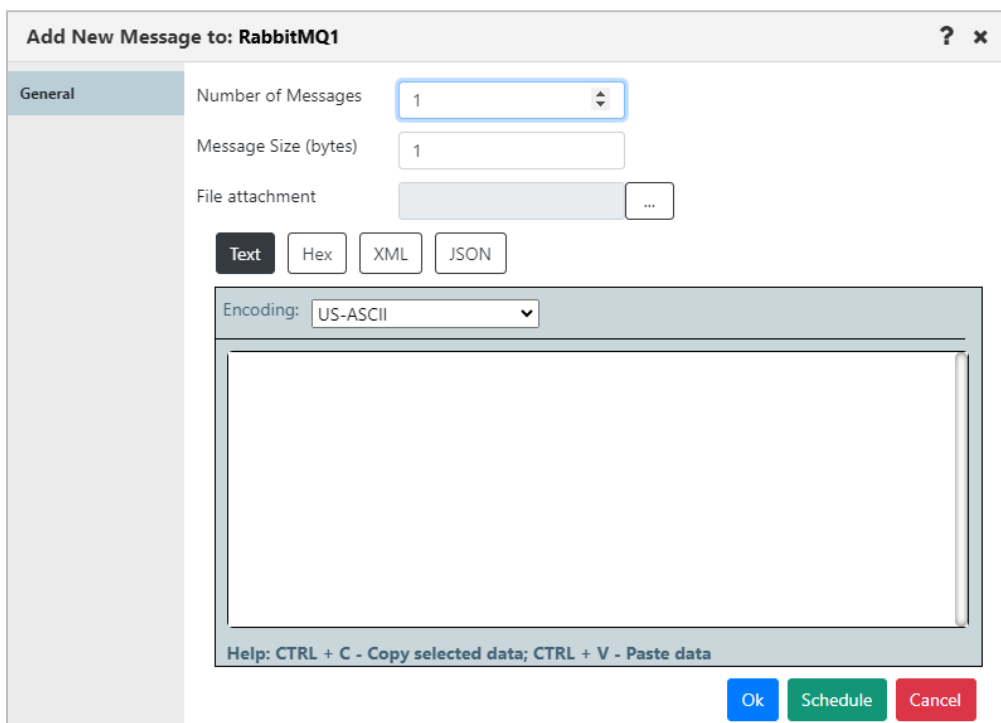 Add New Message to: RabbitMQ1 ? ×
General
Number of Messages 1
Message Size (bytes) 1
File attachment ...
Text Hex XML JSON
Encoding: US-ASCII
Help: CTRL + C - Copy selected data; CTRL + V - Paste data
Ok Schedule Cancel